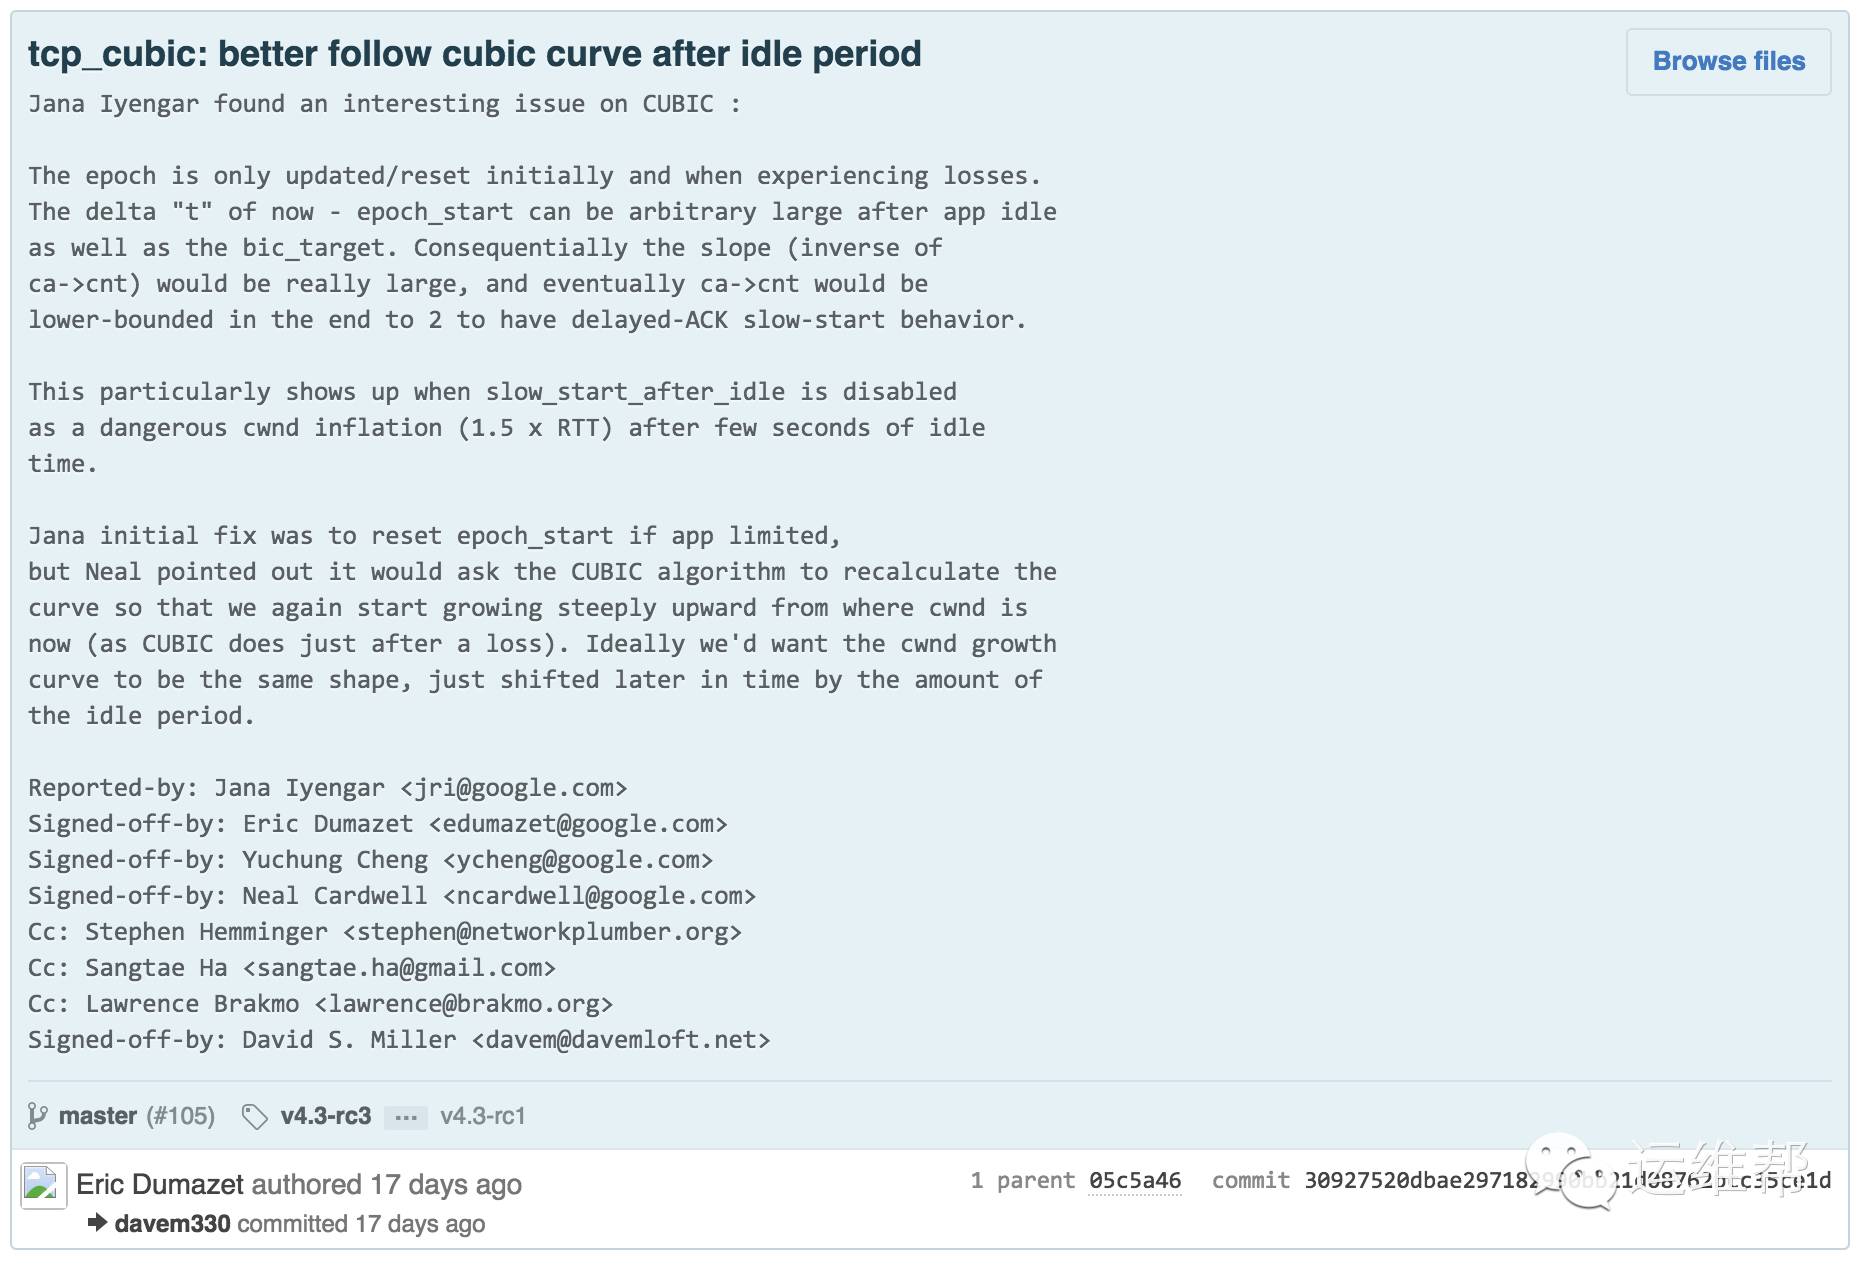 tcp_cubic: better follow cubic curve after idle period
Browse files
Jana Iyengar found an interesting issue on CUBIC :
The epoch is only updated/reset initially and when experiencing losses.
The delta "t" of now - epoch_start can be arbitrary large after app idle
as well as the bic_target. Consequentially the slope (inverse of
ca->cnt) would be really large, and eventually ca->cnt would be
lower-bounded in the end to 2 to have delayed-ACK slow-start behavior.
This particularly shows up when slow_start_after_idle is disabled
as a dangerous cwnd inflation (1.5 x RTT) after few seconds of idle
time.
Jana initial fix was to reset epoch_start if app limited,
but Neal pointed out it would ask the CUBIC algorithm to recalculate the
curve so that we again start growing steeply upward from where cwnd is
now (as CUBIC does just after a loss). Ideally we'd want the cwnd growth
curve to be the same shape, just shifted later in time by the amount of
the idle period.
Reported-by: Jana Iyengar <jri@google.com>
Signed-off-by: Eric Dumazet <edumazet@google.com>
Signed-off-by: Yuchung Cheng <ycheng@google.com>
Signed-off-by: Neal Cardwell <ncardwell@google.com>
Cc: Stephen Hemminger <stephen@networkplumber.org>
Cc: Sangtae Ha <sangtae.ha@gmail.com>
Cc: Lawrence Brakmo <lawrence@brakmo.org>
Signed-off-by: David S. Miller <davem@davemloft.net>
master (#105) v4.3-rc3 ... v4.3-rc1
Eric Dumazet authored 17 days ago
1 parent 05c5a46 commit
运维帮
davem330 committed 17 days ago